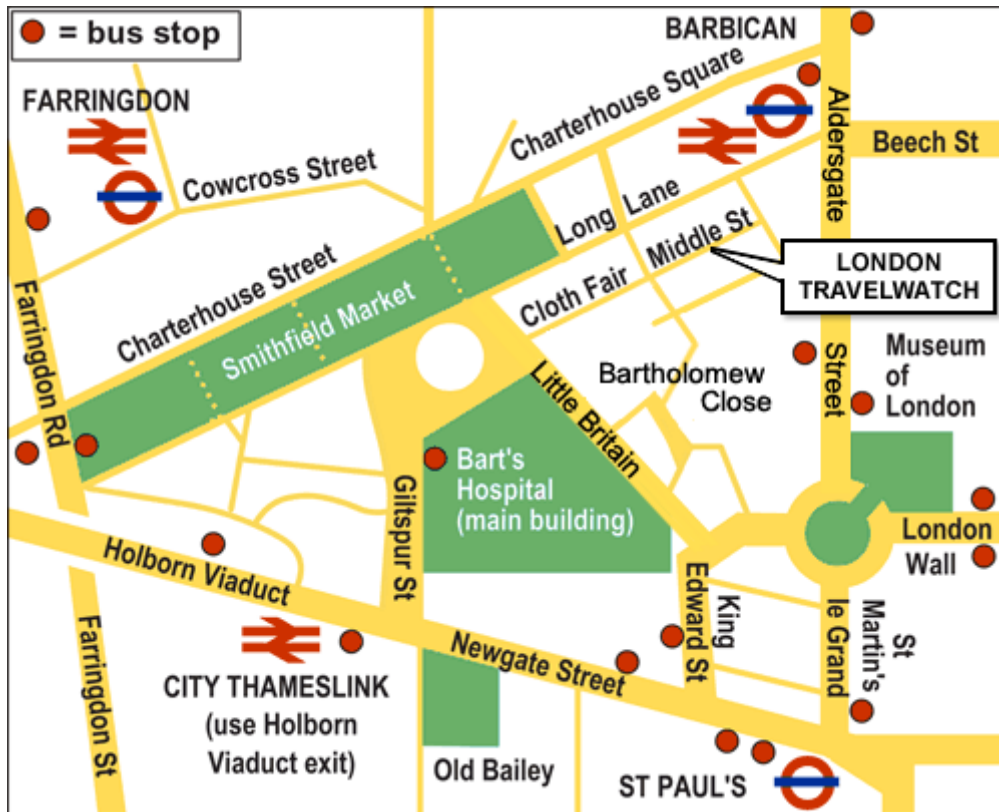 = bus stop
BARBICAN
FARRINGDON
Charterhouse Square
Aldersgate
Street
Beech St
Cowcross Street
Long Lane
Middle St
LONDON
TRAVELWATCH
Charterhouse Street
Cloth Fair
Smithfield Market
Farringdon Rd
Museum
of
London
Bartholomew
Close
Little Britain
Bart's
Hospital
(main building)
Giltspur St
London
Wall
Holborn Viaduct
King
Edward St
St
Martin's
le Grand
Farringdon St
Newgate Street
CITY THAMESLINK
(use Holborn
Viaduct exit)
Old Bailey
ST PAUL'S